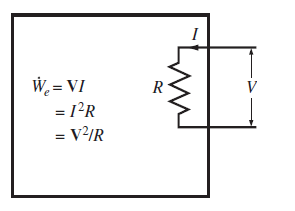 I
Ẇₑ = VI
= I²R
= V²/R
R
V